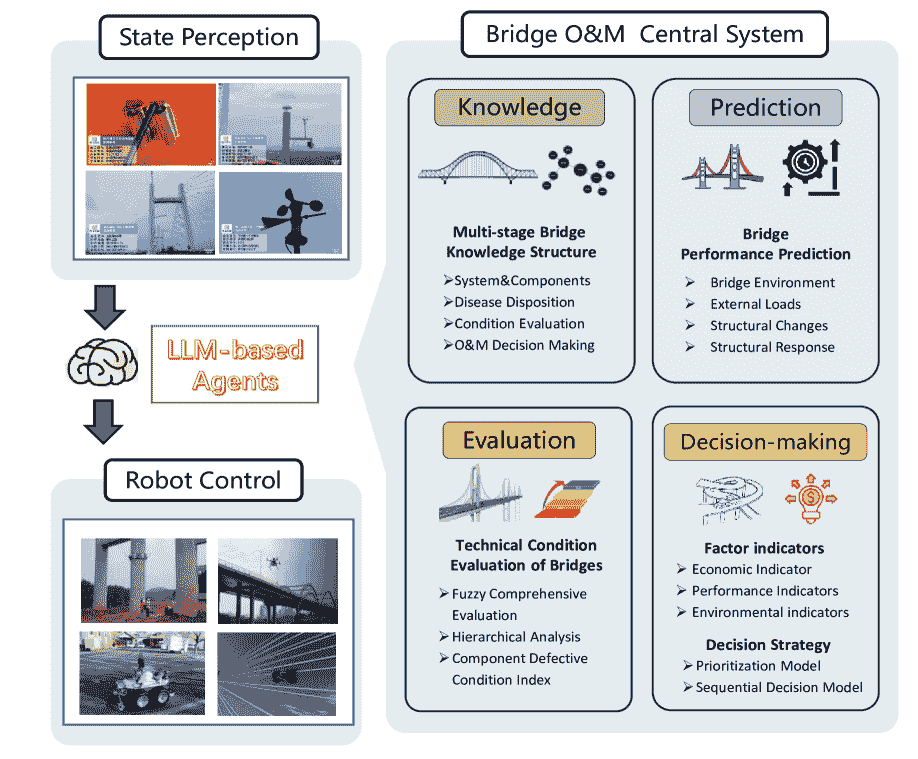 State Perception
LLM-based
Agents
Robot Control
Bridge O&M Central System
Knowledge
Multi-stage Bridge
Knowledge Structure
➢System&Components
➢Disease Disposition
➢Condition Evaluation
➢O&M Decision Making
Prediction
Bridge
Performance Prediction
➢ Bridge Environment
➢ External Loads
➢ Structural Changes
➢ Structural Response
Evaluation
Technical Condition
Evaluation of Bridges
➢Fuzzy Comprehensive
Evaluation
➢Hierarchical Analysis
➢Component Defective
Condition Index
Decision-making
$
Factor indicators
➢ Economic Indicator
➢ Performance Indicators
➢ Environmental indicators
Decision Strategy
➢Prioritization Model
➢Sequential Decision Model